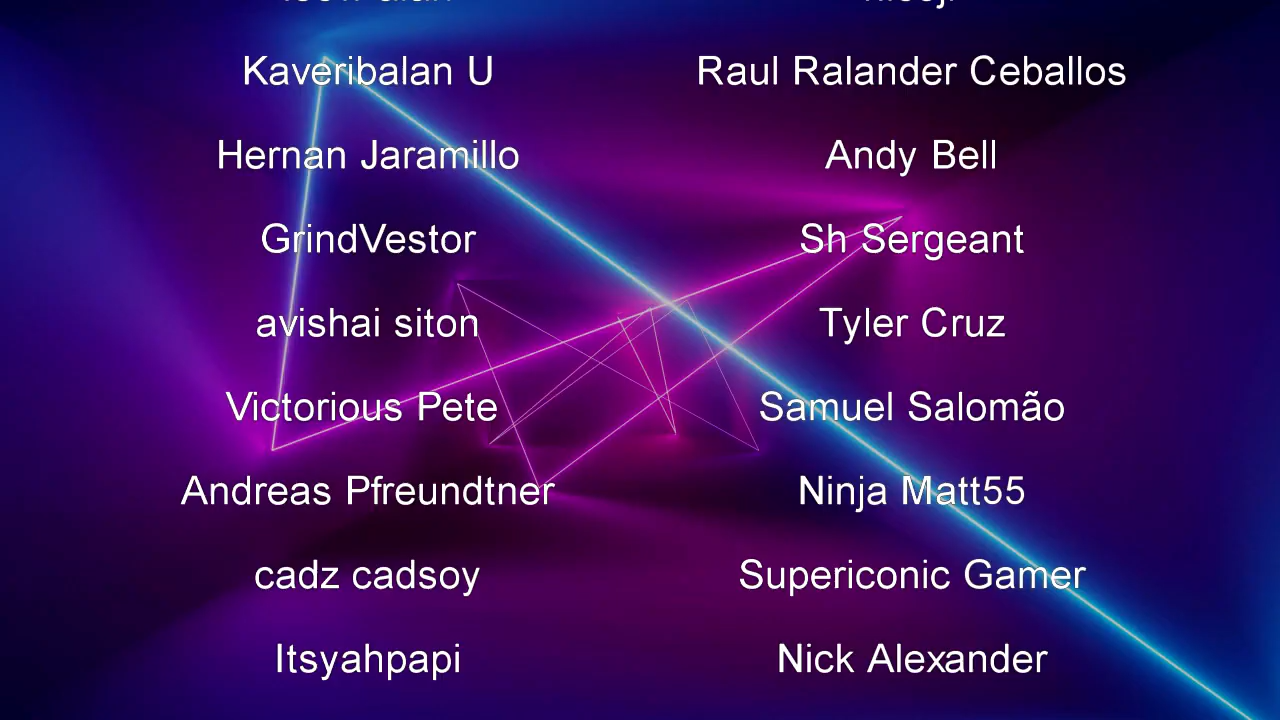 Kaveribalan U Raul Ralander Ceballos
Hernan Jaramillo Andy Bell
GrindVestor Sh Sergeant
avishai siton Tyler Cruz
Victorious Pete Samuel Salomão
Andreas Pfreundtner Ninja Matt55
cadz cadsoy Supericonic Gamer
Itsyahpapi Nick Alexander